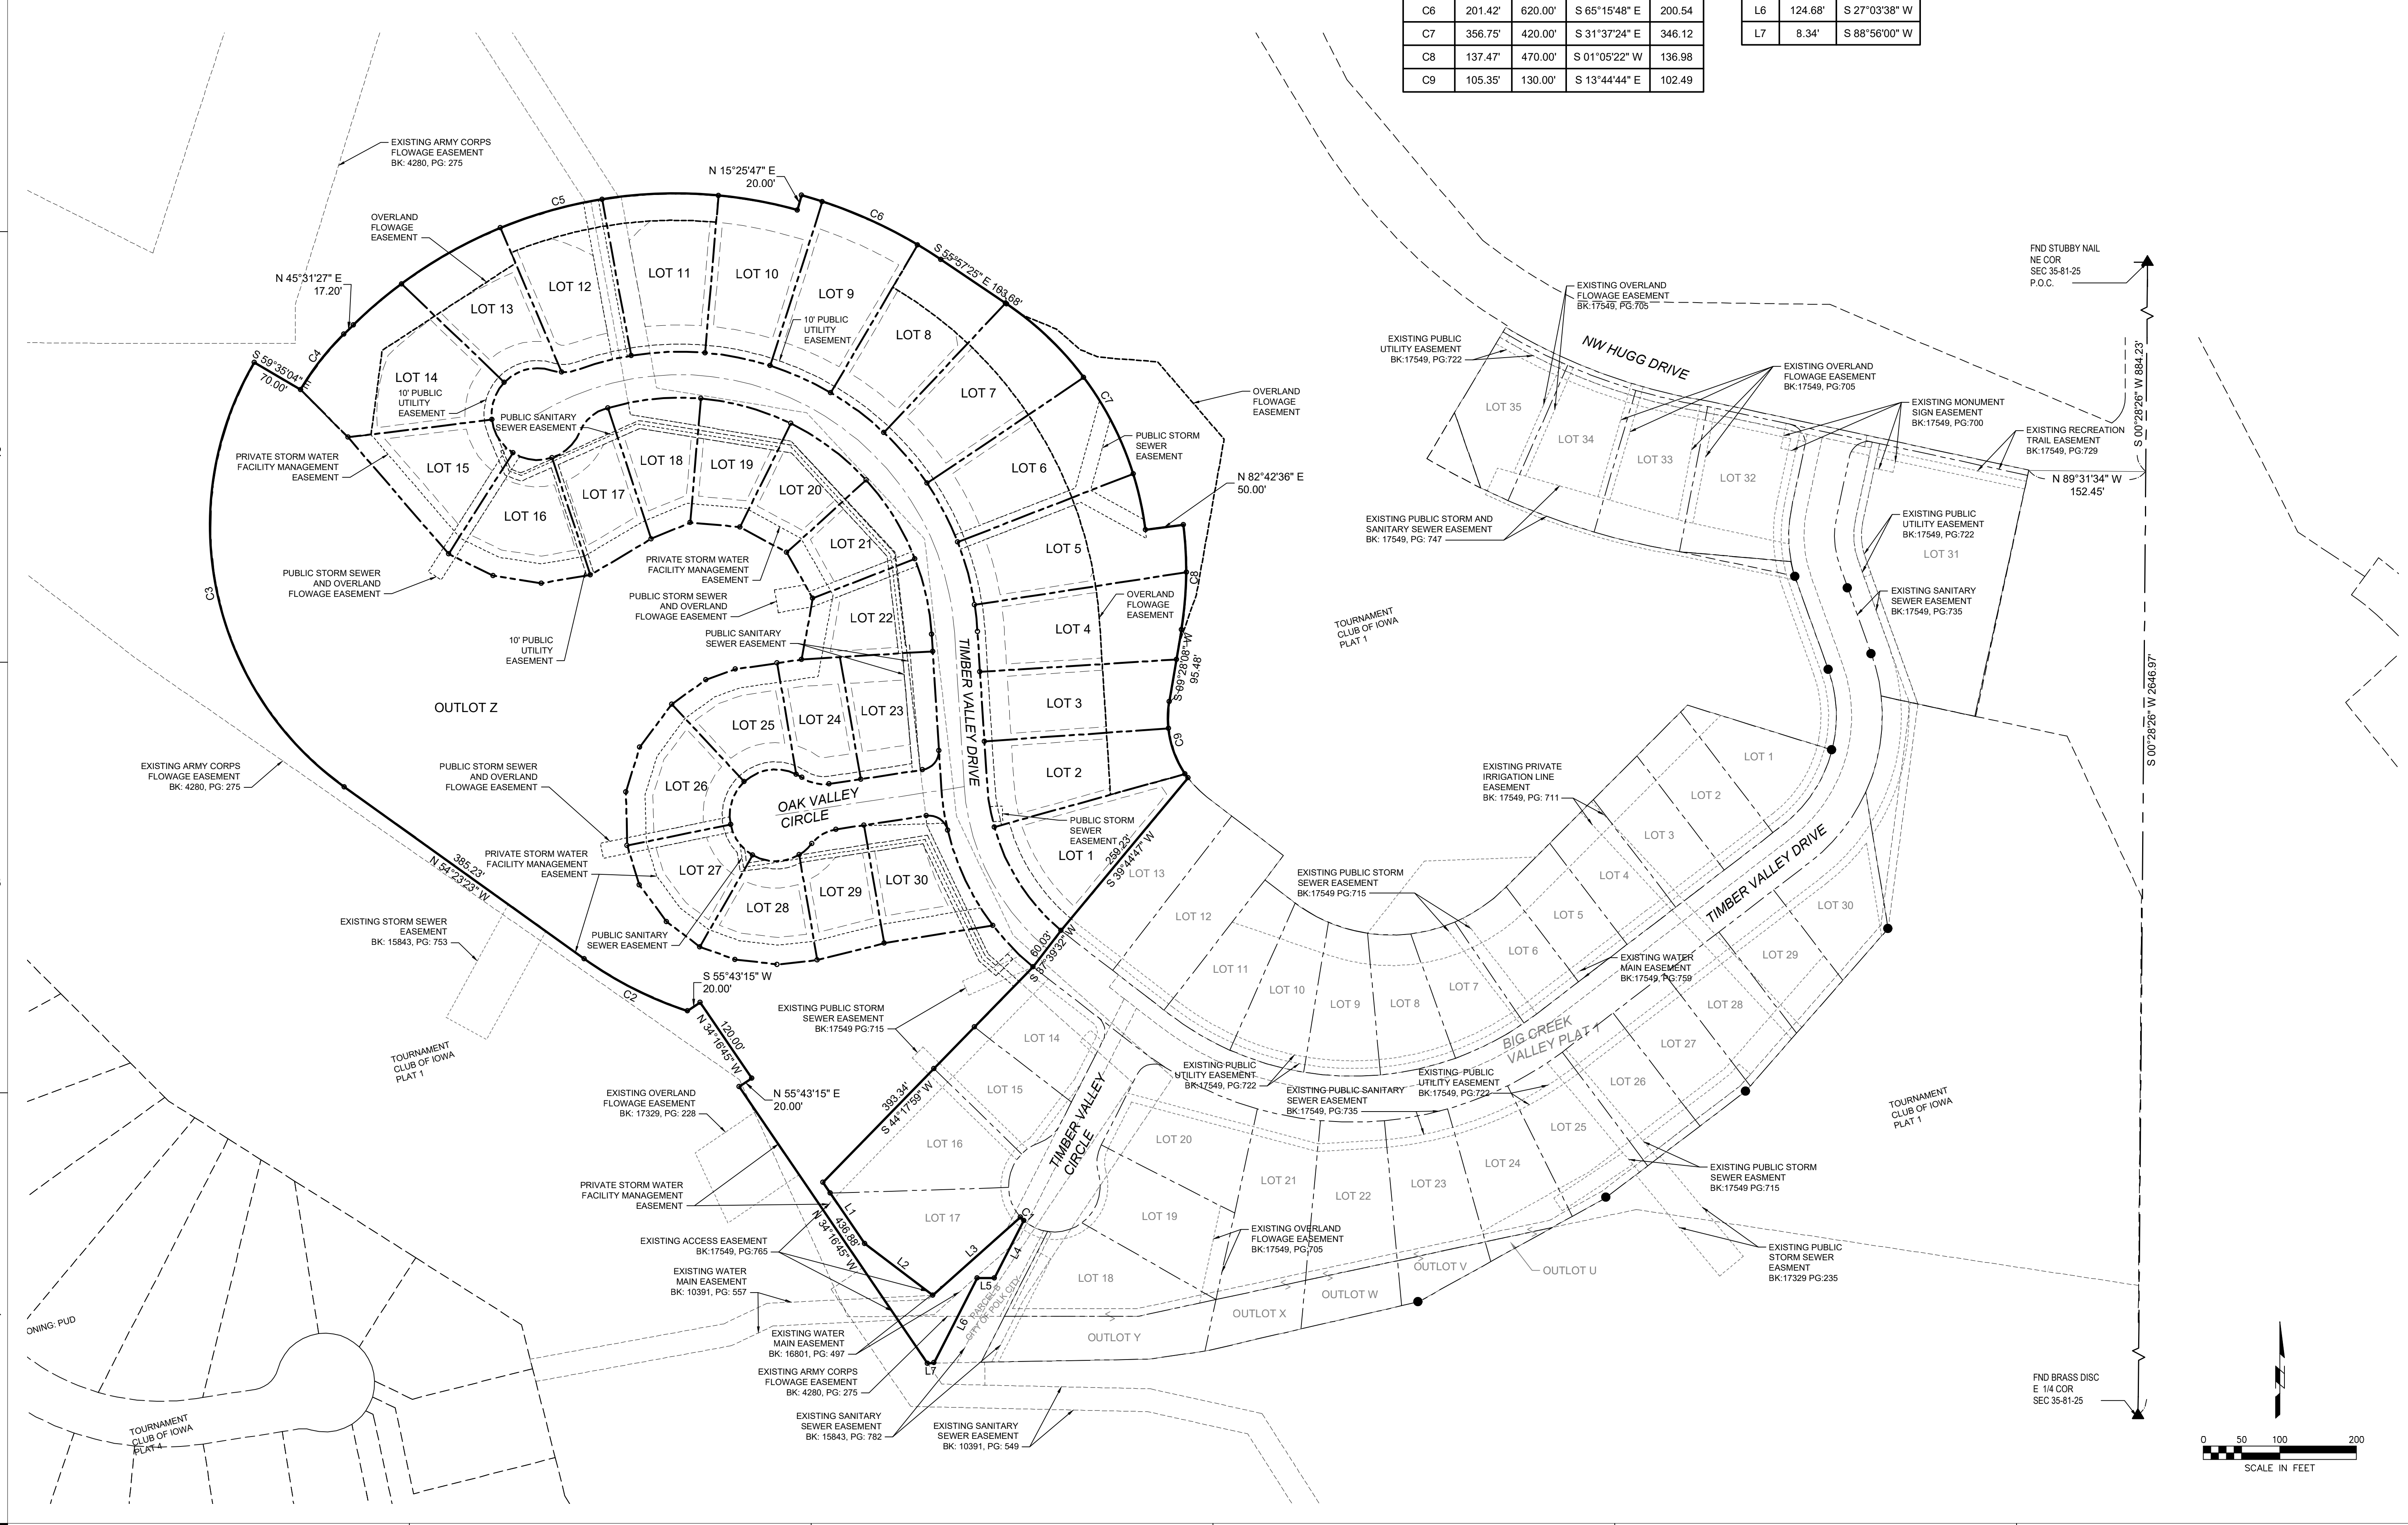 C6 201.42' 620.00' S 65°15'48" E 200.54
C7 356.75' 420.00' S 31°37'24" E 346.12
C8 137.47' 470.00' S 01°05'22" W 136.98
C9 105.35' 130.00' S 13°44'44" E 102.49
L6 124.68' S 27°03'38" W
L7 8.34' S 88°56'00" W
EXISTING ARMY CORPS
FLOWAGE EASEMENT
BK: 4280, PG: 275
N 15°25'47" E
20.00'
C5
C6
OVERLAND
FLOWAGE
EASEMENT
S 55°57'25" E 103.68'
N 45°31'27" E
17.20'
C4
S 59°35'04" E
70.00'
LOT 13
LOT 12
LOT 11
LOT 10
LOT 9
LOT 8
LOT 7
LOT 6
LOT 5
LOT 4
LOT 3
LOT 2
LOT 1
10' PUBLIC
UTILITY
EASEMENT
LOT 14
10' PUBLIC
UTILITY
EASEMENT
PUBLIC SANITARY
SEWER EASEMENT
LOT 15
LOT 16
LOT 17
LOT 18
LOT 19
LOT 20
LOT 21
LOT 22
LOT 23
LOT 24
LOT 25
LOT 26
LOT 27
LOT 28
LOT 29
LOT 30
PRIVATE STORM WATER
FACILITY MANAGEMENT
EASEMENT
PUBLIC STORM SEWER
AND OVERLAND
FLOWAGE EASEMENT
PRIVATE STORM WATER
FACILITY MANAGEMENT
EASEMENT
PUBLIC STORM SEWER
AND OVERLAND
FLOWAGE EASEMENT
PUBLIC SANITARY
SEWER EASEMENT
10' PUBLIC
UTILITY
EASEMENT
C3
C7
OVERLAND
FLOWAGE
EASEMENT
PUBLIC STORM
SEWER
EASEMENT
N 82°42'36" E
50.00'
C8
OVERLAND
FLOWAGE
EASEMENT
S 09°28'08" W
95.48'
C9
TIMBER VALLEY DRIVE
OAK VALLEY
CIRCLE
OUTLOT Z
PUBLIC STORM
SEWER
EASEMENT
259.23'
S 39°44'47" W
60.03'
S 37°39'32" W
EXISTING ARMY CORPS
FLOWAGE EASEMENT
BK: 4280, PG: 275
PUBLIC STORM SEWER
AND OVERLAND
FLOWAGE EASEMENT
PRIVATE STORM WATER
FACILITY MANAGEMENT
EASEMENT
385.23'
N 54°23'23" W
PUBLIC SANITARY
SEWER EASEMENT
EXISTING STORM SEWER
EASEMENT
BK: 15843, PG: 753
C2
S 55°43'15" W
20.00'
120.00'
N 34°16'45" W
N 55°43'15" E
20.00'
TOURNAMENT
CLUB OF IOWA
PLAT 1
EXISTING PUBLIC STORM
SEWER EASEMENT
BK:17549 PG:715
EXISTING OVERLAND
FLOWAGE EASEMENT
BK: 17329, PG: 228
393.34'
S 44°17'59" W
PRIVATE STORM WATER
FACILITY MANAGEMENT
EASEMENT
L1
436.88'
N 34°16'45" W
EXISTING ACCESS EASEMENT
BK:17549, PG:765
L2
L3
C1
L4
L5
L6
L7
EXISTING WATER
MAIN EASEMENT
BK: 10391, PG: 557
PARCEL B
CITY OF POLK CITY
EXISTING WATER
MAIN EASEMENT
BK: 16801, PG: 497
EXISTING ARMY CORPS
FLOWAGE EASEMENT
BK: 4280, PG: 275
EXISTING SANITARY
SEWER EASEMENT
BK: 15843, PG: 782
EXISTING SANITARY
SEWER EASEMENT
BK: 10391, PG: 549
ONING: PUD
TOURNAMENT
CLUB OF IOWA
PLAT 4
FND STUBBY NAIL
NE COR
SEC 35-81-25
P.O.C.
EXISTING OVERLAND
FLOWAGE EASEMENT
BK:17549, PG:705
NW HUGG DRIVE
EXISTING PUBLIC
UTILITY EASEMENT
BK:17549, PG:722
EXISTING OVERLAND
FLOWAGE EASEMENT
BK:17549, PG:705
EXISTING MONUMENT
SIGN EASEMENT
BK:17549, PG:700
EXISTING RECREATION
TRAIL EASEMENT
BK:17549, PG:729
S 00°28'26" W 884.23'
N 89°31'34" W
152.45'
LOT 35
LOT 34
LOT 33
LOT 32
LOT 31
EXISTING PUBLIC STORM AND
SANITARY SEWER EASEMENT
BK: 17549, PG: 747
EXISTING PUBLIC
UTILITY EASEMENT
BK:17549, PG:722
EXISTING SANITARY
SEWER EASEMENT
BK:17549, PG:735
TOURNAMENT
CLUB OF IOWA
PLAT 1
S 00°28'26" W 2646.97'
EXISTING PRIVATE
IRRIGATION LINE
EASEMENT
BK: 17549, PG: 711
LOT 1
LOT 2
LOT 3
LOT 4
LOT 5
LOT 6
LOT 7
LOT 8
LOT 9
LOT 10
LOT 11
LOT 12
LOT 13
TIMBER VALLEY DRIVE
EXISTING PUBLIC STORM
SEWER EASEMENT
BK:17549 PG:715
EXISTING WATER
MAIN EASEMENT
BK:17549, PG:759
LOT 30
LOT 29
LOT 28
LOT 27
LOT 26
LOT 25
LOT 24
LOT 23
LOT 22
LOT 21
LOT 20
LOT 19
LOT 18
LOT 17
LOT 16
LOT 15
LOT 14
BIG CREEK
VALLEY PLAT 1
TIMBER VALLEY
CIRCLE
EXISTING PUBLIC
UTILITY EASEMENT
BK:17549, PG:722
EXISTING PUBLIC SANITARY
SEWER EASEMENT
BK:17549, PG:735
EXISTING PUBLIC
UTILITY EASEMENT
BK:17549, PG:722
TOURNAMENT
CLUB OF IOWA
PLAT 1
EXISTING PUBLIC STORM
SEWER EASMENT
BK:17549 PG:715
EXISTING OVERLAND
FLOWAGE EASEMENT
BK:17549, PG:705
EXISTING PUBLIC
STORM SEWER
EASMENT
BK:17329 PG:235
OUTLOT U
OUTLOT V
OUTLOT W
OUTLOT X
OUTLOT Y
FND BRASS DISC
E 1/4 COR
SEC 35-81-25
0 50 100 200
SCALE IN FEET